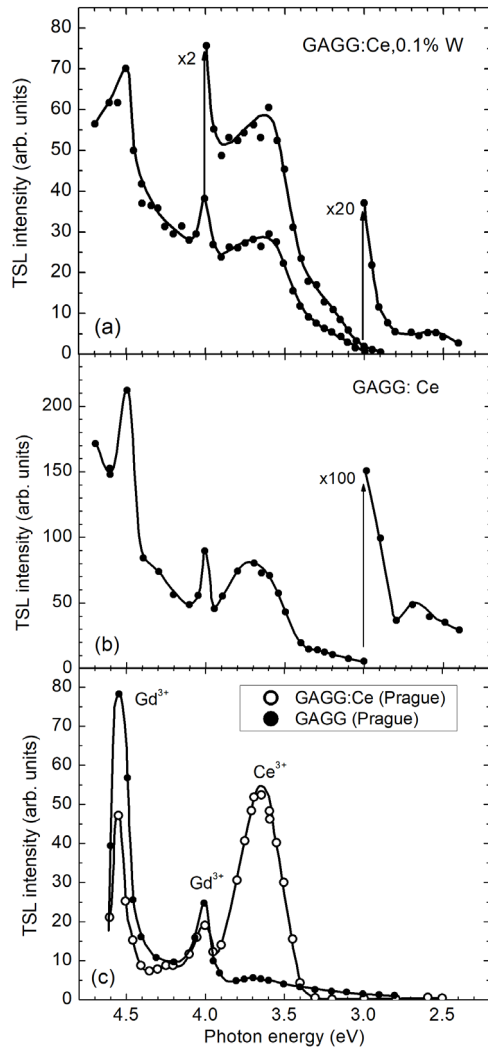 80
GAGG:Ce,0.1% W
x2
70
60
50
40
x20
30
20
10
(a)
0
TSL intensity (arb. units)
GAGG: Ce
200
150
x100
100
50
(b)
0
TSL intensity (arb. units)
80
Gd3+
GAGG:Ce (Prague)
GAGG (Prague)
70
60
Ce3+
50
40
30
Gd3+
20
10
(c)
0
TSL intensity (arb. units)
4.5 4.0 3.5 3.0 2.5
Photon energy (eV)